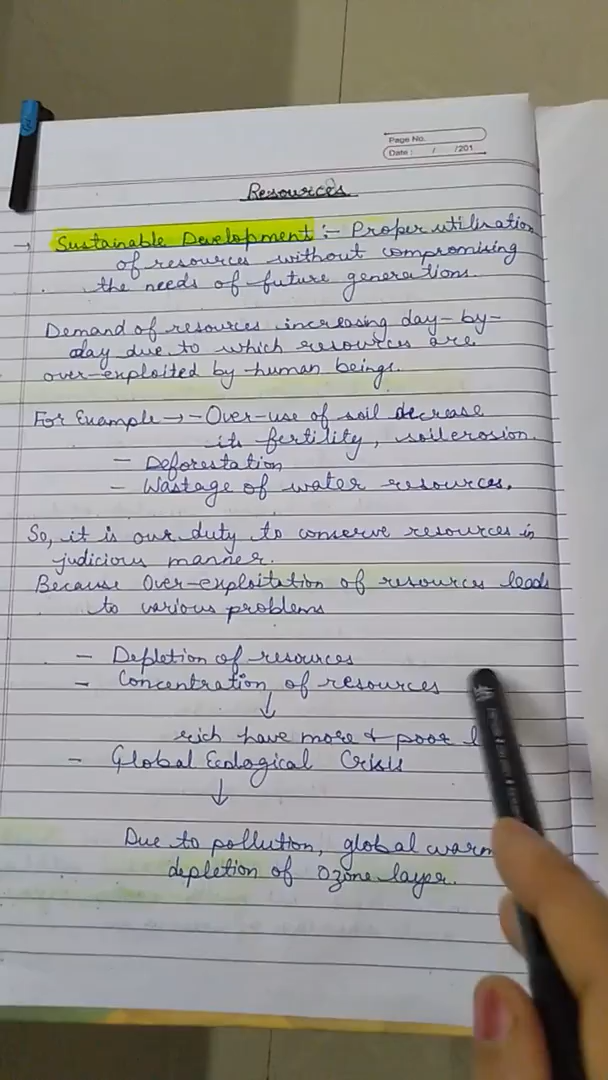 Page No.
Date : / /201
Resources
→ Sustainable Development :- Proper utilisation
of resources without compromising
the needs of future generations.
Demand of resources increasing day-by-
day due to which resources are
over-exploited by human beings.
For Example → - Over-use of soil decrease
its fertility, soil erosion.
- Deforestation
- Wastage of water resources.
So, it is our duty to conserve resources in
judicious manner.
Because Over-exploitation of resources leads
to various problems
- Depletion of resources
- Concentration of resources
↓
rich have more & poor
- Global Ecological Crisis
↓
Due to pollution, global warm
depletion of Ozone layer.